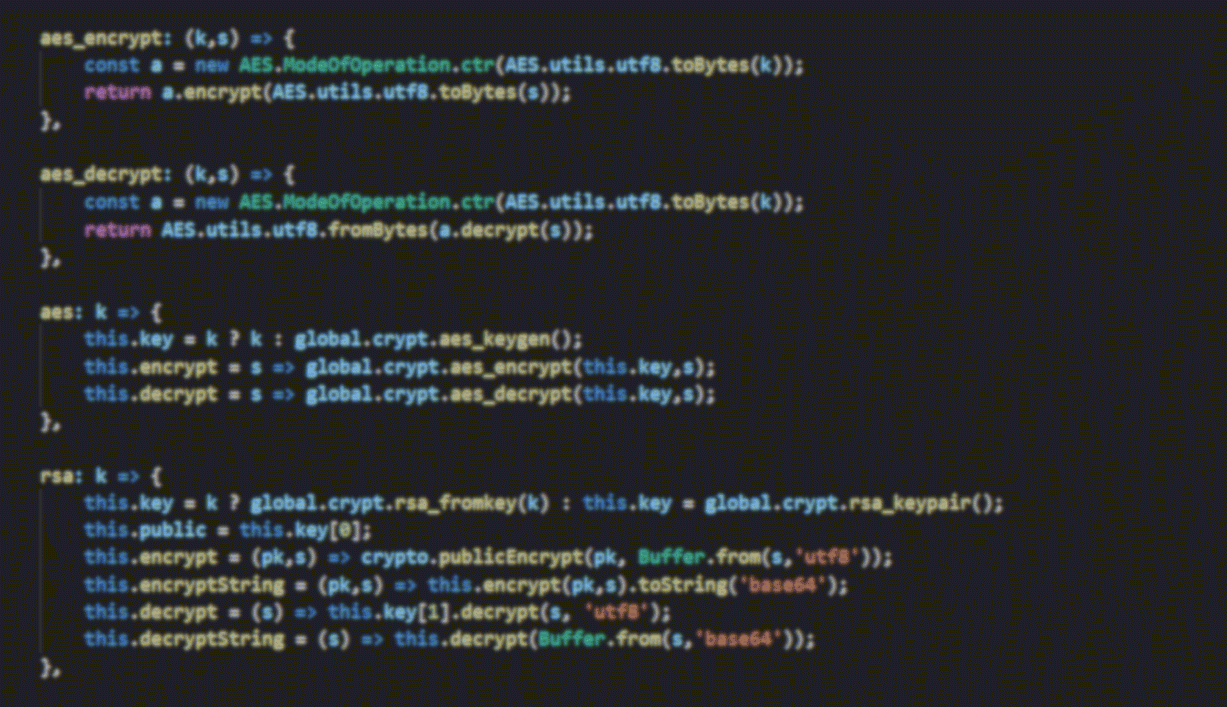 aes_encrypt: (k,s) => {
    const a = new AES.ModeOfOperation.ctr(AES.utils.utf8.toBytes(k));
    return a.encrypt(AES.utils.utf8.toBytes(s));
},
aes_decrypt: (k,s) => {
    const a = new AES.ModeOfOperation.ctr(AES.utils.utf8.toBytes(k));
    return AES.utils.utf8.fromBytes(a.decrypt(s));
},
aes: k => {
    this.key = k ? k : global.crypt.aes_keygen();
    this.encrypt = s => global.crypt.aes_encrypt(this.key,s);
    this.decrypt = s => global.crypt.aes_decrypt(this.key,s);
},
rsa: k => {
    this.key = k ? global.crypt.rsa_fromkey(k) : this.key = global.crypt.rsa_keypair();
    this.public = this.key[0];
    this.encrypt = (pk,s) => crypto.publicEncrypt(pk, Buffer.from(s,'utf8'));
    this.encryptString = (pk,s) => this.encrypt(pk,s).toString('base64');
    this.decrypt = (s) => this.key[1].decrypt(s, 'utf8');
    this.decryptString = (s) => this.decrypt(Buffer.from(s,'base64'));
},